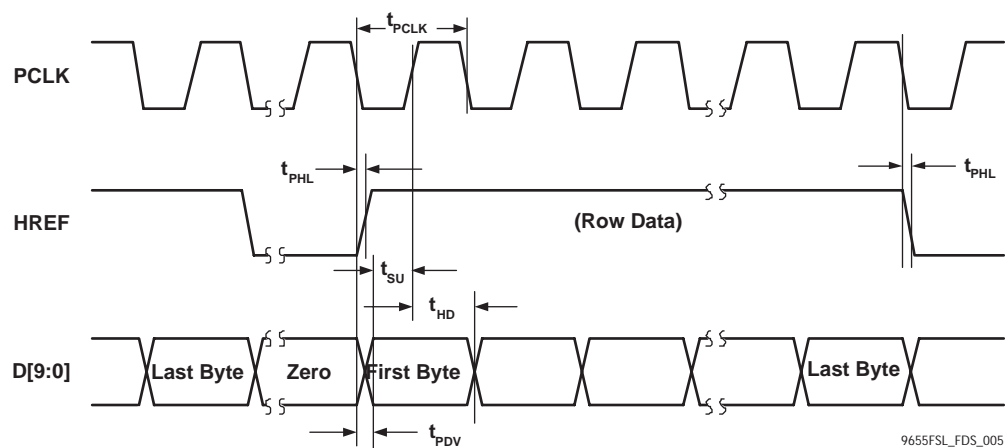 tPCLK
PCLK
tPHL
tPHL
HREF
(Row Data)
tSU
tHD
D[9:0]
Last Byte
Zero
First Byte
Last Byte
tPDV
9655FSL_FDS_005